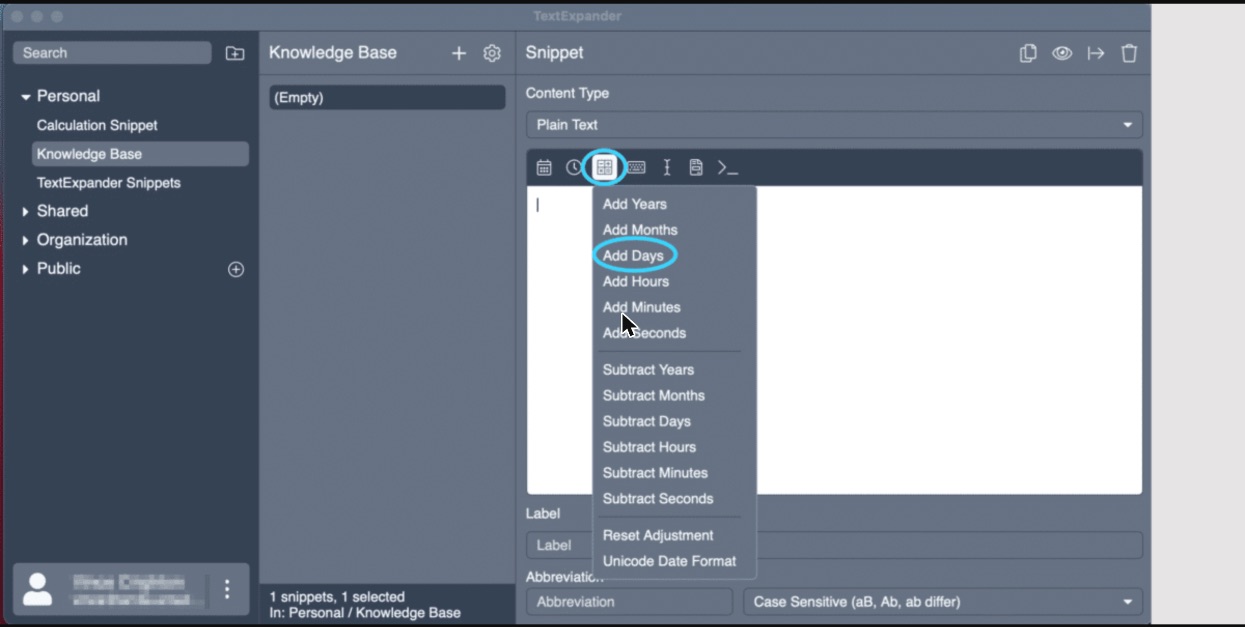 TextExpander
Search
Personal
Calculation Snippet
Knowledge Base
TextExpander Snippets
Shared
Organization
Public
Knowledge Base
(Empty)
1 snippets, 1 selected
In: Personal / Knowledge Base
Snippet
Content Type
Plain Text
Add Years
Add Months
Add Days
Add Hours
Add Minutes
Add Seconds
Subtract Years
Subtract Months
Subtract Days
Subtract Hours
Subtract Minutes
Subtract Seconds
Reset Adjustment
Unicode Date Format
Label
Label
Abbreviation
Abbreviation
Case Sensitive (aB, Ab, ab differ)